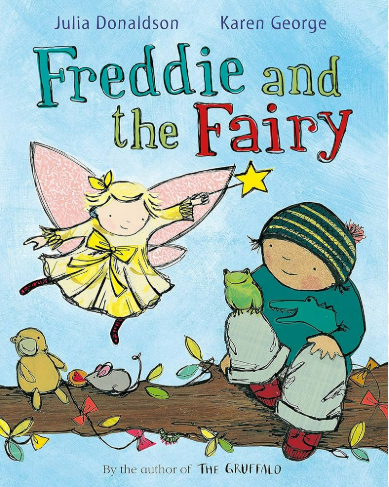 Julia Donaldson Karen George
Freddie and
the Fairy
By the author of THE GRUFFALO